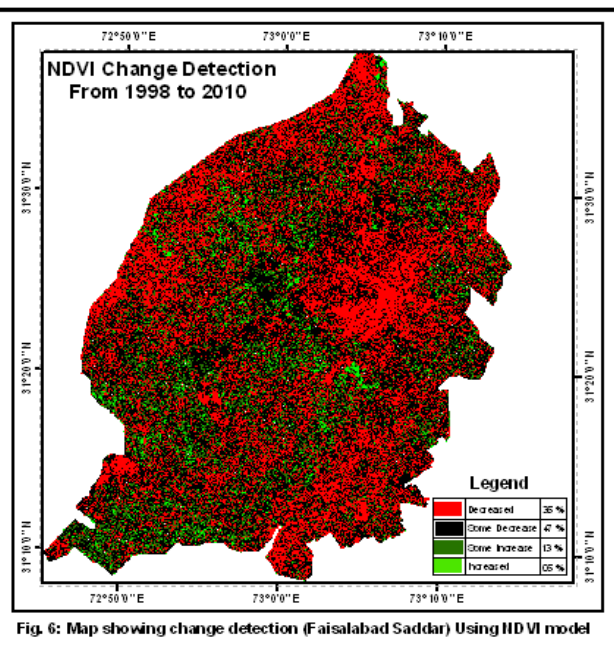 72°50'0"E 73°0'0"E 73°10'0"E
NDVI Change Detection
From 1998 to 2010
31°30'0"N 31°30'0"N
31°20'0"N 31°20'0"N
31°10'0"N 31°10'0"N
Legend
Decreased 35 %
Some Decrease 47 %
Some Increase 13 %
Increased 05 %
72°50'0"E 73°0'0"E 73°10'0"E
Fig. 6: Map showing change detection (Faisalabad Saddar) Using NDVI model